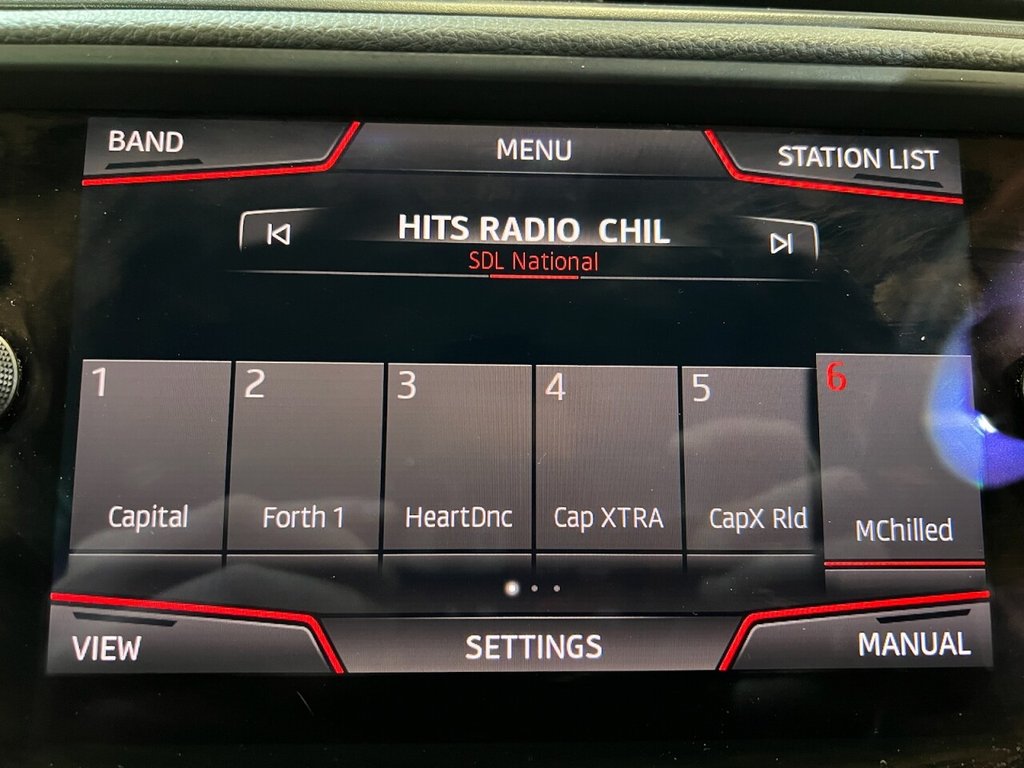 BAND MENU STATION LIST
HITS RADIO CHIL
SDL National
1 2 3 4 5 6
Capital Forth 1 HeartDnc Cap XTRA CapX Rld MChilled
VIEW SETTINGS MANUAL